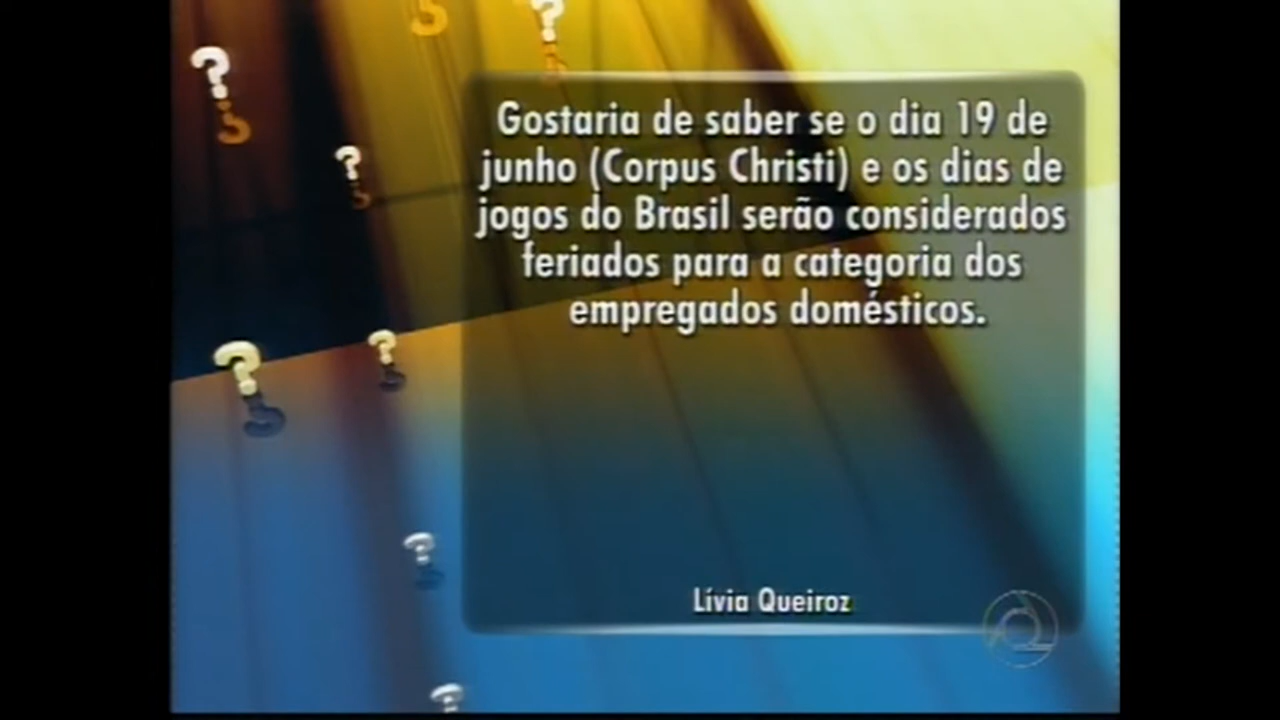 Gostaria de saber se o dia 19 de
junho (Corpus Christi) e os dias de
jogos do Brasil serão considerados
feriados para a categoria dos
empregados domésticos.
Lívia Queiroz